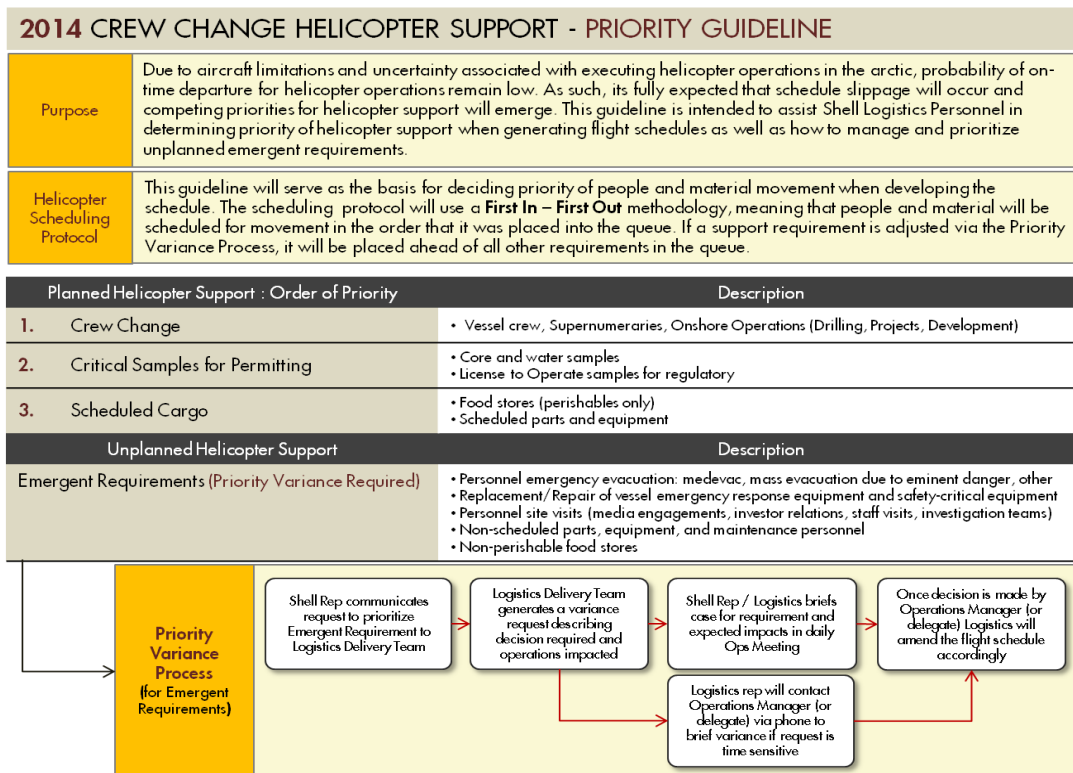 2014 CREW CHANGE HELICOPTER SUPPORT - PRIORITY GUIDELINE
Purpose
Due to aircraft limitations and uncertainty associated with executing helicopter operations in the arctic, probability of on-
time departure for helicopter operations remain low. As such, its fully expected that schedule slippage will occur and
competing priorities for helicopter support will emerge. This guideline is intended to assist Shell Logistics Personnel in
determining priority of helicopter support when generating flight schedules as well as how to manage and prioritize
unplanned emergent requirements.
Helicopter
Scheduling
Protocol
This guideline will serve as the basis for deciding priority of people and material movement when developing the
schedule. The scheduling protocol will use a First In – First Out methodology, meaning that people and material will be
scheduled for movement in the order that it was placed into the queue. If a support requirement is adjusted via the Priority
Variance Process, it will be placed ahead of all other requirements in the queue.
Planned Helicopter Support : Order of Priority
Description
1. Crew Change
• Vessel crew, Supernumeraries, Onshore Operations (Drilling, Projects, Development)
2. Critical Samples for Permitting
• Core and water samples
• License to Operate samples for regulatory
3. Scheduled Cargo
• Food stores (perishables only)
• Scheduled parts and equipment
Unplanned Helicopter Support
Description
Emergent Requirements (Priority Variance Required)
• Personnel emergency evacuation: medevac, mass evacuation due to eminent danger, other
• Replacement/Repair of vessel emergency response equipment and safety-critical equipment
• Personnel site visits (media engagements, investor relations, staff visits, investigation teams)
• Non-scheduled parts, equipment, and maintenance personnel
• Non-perishable food stores
Priority
Variance
Process
(for Emergent
Requirements)
Shell Rep communicates
request to prioritize
Emergent Requirement to
Logistics Delivery Team
Logistics Delivery Team
generates a variance
request describing
decision required and
operations impacted
Shell Rep / Logistics briefs
case for requirement and
expected impacts in daily
Ops Meeting
Once decision is made by
Operations Manager (or
delegate) Logistics will
amend the flight schedule
accordingly
Logistics rep will contact
Operations Manager (or
delegate) via phone to
brief variance if request is
time sensitive